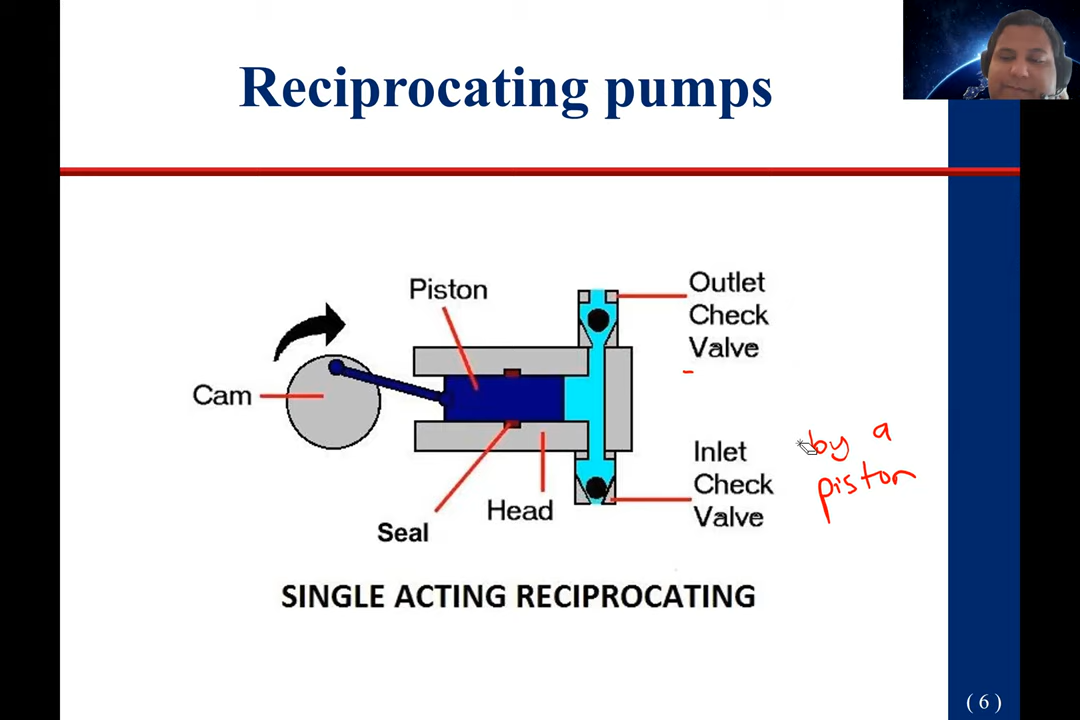 Reciprocating pumps
Piston
Outlet
Check
Valve
Cam
Inlet
Check
Valve
by a
piston
Head
Seal
SINGLE ACTING RECIPROCATING
( 6 )